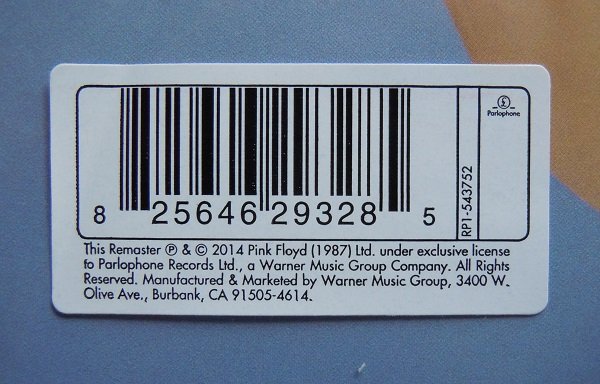 £
Parlophone
RP1-543752
8 25646 29328 5
This Remaster ℗ & © 2014 Pink Floyd (1987) Ltd. under exclusive license
to Parlophone Records Ltd., a Warner Music Group Company. All Rights
Reserved. Manufactured & Marketed by Warner Music Group, 3400 W.
Olive Ave., Burbank, CA 91505-4614.